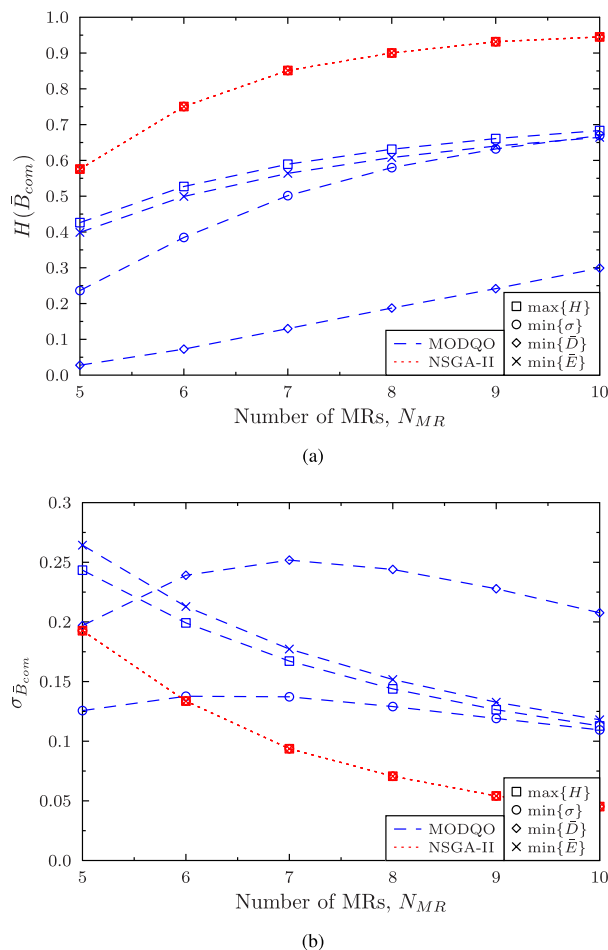 1.0
0.9
0.8
0.7
0.6
0.5
0.4
0.3
0.2
0.1
0.0
H(B̄com)
MODQO
NSGA-II
max{H}
min{σ}
min{D̄}
min{Ē}
5 6 7 8 9 10
Number of MRs, NMR
(a)
0.3
0.25
0.2
0.15
0.1
0.05
0.0
σB̄com
MODQO
NSGA-II
max{H}
min{σ}
min{D̄}
min{Ē}
5 6 7 8 9 10
Number of MRs, NMR
(b)